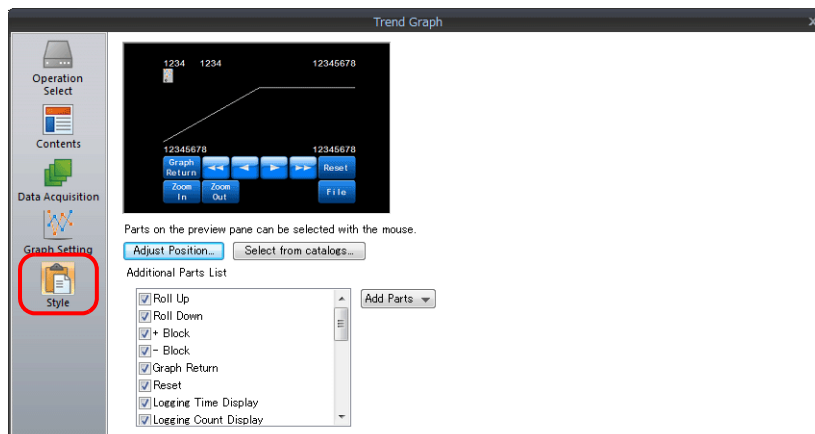 Trend Graph
x
Operation
Select
Contents
Data Acquisition
Graph Setting
Style
1234 1234 12345678
12345678 12345678
Graph
Return
Reset
Zoom
In
Zoom
Out
File
Parts on the preview pane can be selected with the mouse.
Adjust Position...
Select from catalogs...
Additional Parts List
Roll Up
Roll Down
+ Block
- Block
Graph Return
Reset
Logging Time Display
Logging Count Display
Add Parts